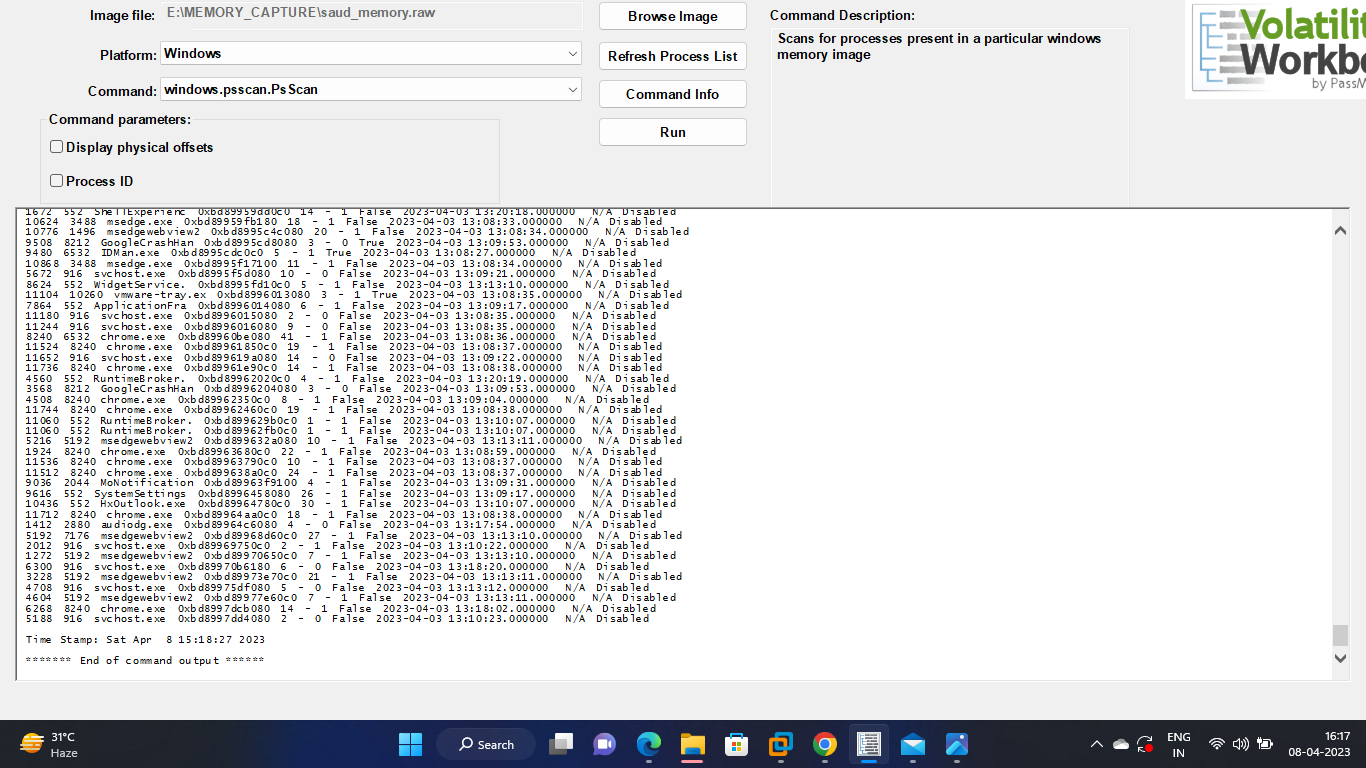 Image file: E:\MEMORY_CAPTURE\saud_memory.raw
Browse Image
Command Description:
Platform: Windows
Refresh Process List
Scans for processes present in a particular windows
memory image
Command: windows.psscan.PsScan
Command Info
Command parameters:
Run
Display physical offsets
Process ID
by PassM
1672 552 ShellExperienc 0xbd89959dd0c0 14 - 1 False 2023-04-03 13:20:18.000000 N/A Disabled
10624 3488 msedge.exe 0xbd89959fb180 18 - 1 False 2023-04-03 13:08:33.000000 N/A Disabled
10776 1496 msedgewebview2 0xbd8995c4c080 20 - 1 False 2023-04-03 13:08:34.000000 N/A Disabled
9508 8212 GoogleCrashHan 0xbd8995cd8080 3 - 0 True 2023-04-03 13:09:53.000000 N/A Disabled
9480 6532 IDMan.exe 0xbd8995cdc0c0 5 - 1 True 2023-04-03 13:08:27.000000 N/A Disabled
10868 3488 msedge.exe 0xbd8995f17100 11 - 1 False 2023-04-03 13:08:34.000000 N/A Disabled
5672 916 svchost.exe 0xbd8995f5d080 10 - 0 False 2023-04-03 13:09:21.000000 N/A Disabled
8624 552 WidgetService. 0xbd8995fd10c0 5 - 1 False 2023-04-03 13:13:10.000000 N/A Disabled
11104 10260 vmware-tray.ex 0xbd8996013080 3 - 1 True 2023-04-03 13:08:35.000000 N/A Disabled
7864 552 ApplicationFra 0xbd8996014080 6 - 1 False 2023-04-03 13:09:17.000000 N/A Disabled
11180 916 svchost.exe 0xbd8996015080 2 - 0 False 2023-04-03 13:08:35.000000 N/A Disabled
11244 916 svchost.exe 0xbd8996016080 9 - 0 False 2023-04-03 13:08:35.000000 N/A Disabled
8240 6532 chrome.exe 0xbd89960be080 41 - 1 False 2023-04-03 13:08:36.000000 N/A Disabled
11524 8240 chrome.exe 0xbd89961850c0 19 - 1 False 2023-04-03 13:08:37.000000 N/A Disabled
11652 916 svchost.exe 0xbd899619a080 14 - 0 False 2023-04-03 13:09:22.000000 N/A Disabled
11736 8240 chrome.exe 0xbd89961e90c0 14 - 1 False 2023-04-03 13:08:38.000000 N/A Disabled
4560 552 RuntimeBroker. 0xbd89962020c0 4 - 1 False 2023-04-03 13:20:19.000000 N/A Disabled
3568 8212 GoogleCrashHan 0xbd8996204080 3 - 0 False 2023-04-03 13:09:53.000000 N/A Disabled
4508 8240 chrome.exe 0xbd89962350c0 8 - 1 False 2023-04-03 13:09:04.000000 N/A Disabled
11744 8240 chrome.exe 0xbd89962460c0 19 - 1 False 2023-04-03 13:08:38.000000 N/A Disabled
11060 552 RuntimeBroker. 0xbd899629b0c0 1 - 1 False 2023-04-03 13:10:07.000000 N/A Disabled
11060 552 RuntimeBroker. 0xbd89962fb0c0 1 - 1 False 2023-04-03 13:10:07.000000 N/A Disabled
5216 5192 msedgewebview2 0xbd899632a080 10 - 1 False 2023-04-03 13:13:11.000000 N/A Disabled
1924 8240 chrome.exe 0xbd89963680c0 22 - 1 False 2023-04-03 13:08:59.000000 N/A Disabled
11536 8240 chrome.exe 0xbd89963790c0 10 - 1 False 2023-04-03 13:08:37.000000 N/A Disabled
11512 8240 chrome.exe 0xbd899638a0c0 24 - 1 False 2023-04-03 13:08:37.000000 N/A Disabled
9036 2044 MoNotification 0xbd89963f9100 4 - 1 False 2023-04-03 13:09:31.000000 N/A Disabled
9616 552 SystemSettings 0xbd8996458080 26 - 1 False 2023-04-03 13:09:17.000000 N/A Disabled
10436 552 HxOutlook.exe 0xbd89964780c0 30 - 1 False 2023-04-03 13:10:07.000000 N/A Disabled
11712 8240 chrome.exe 0xbd89964aa0c0 18 - 1 False 2023-04-03 13:08:38.000000 N/A Disabled
1412 2880 audiodg.exe 0xbd89964c6080 4 - 0 False 2023-04-03 13:17:54.000000 N/A Disabled
5192 7176 msedgewebview2 0xbd89968d60c0 27 - 1 False 2023-04-03 13:13:10.000000 N/A Disabled
2012 916 svchost.exe 0xbd89969750c0 2 - 1 False 2023-04-03 13:10:22.000000 N/A Disabled
1272 5192 msedgewebview2 0xbd89970650c0 7 - 1 False 2023-04-03 13:13:10.000000 N/A Disabled
6300 916 svchost.exe 0xbd89970b6180 6 - 0 False 2023-04-03 13:18:20.000000 N/A Disabled
3228 5192 msedgewebview2 0xbd89973e70c0 21 - 1 False 2023-04-03 13:13:11.000000 N/A Disabled
4708 916 svchost.exe 0xbd89975df080 5 - 0 False 2023-04-03 13:13:12.000000 N/A Disabled
4604 5192 msedgewebview2 0xbd89977e60c0 7 - 1 False 2023-04-03 13:13:11.000000 N/A Disabled
6268 8240 chrome.exe 0xbd8997dcb080 14 - 1 False 2023-04-03 13:18:02.000000 N/A Disabled
5188 916 svchost.exe 0xbd8997dd4080 2 - 0 False 2023-04-03 13:10:23.000000 N/A Disabled
Time Stamp: Sat Apr 8 15:18:27 2023
******* End of command output ******
31°C
Haze
Search
ENG
IN
16:17
08-04-2023